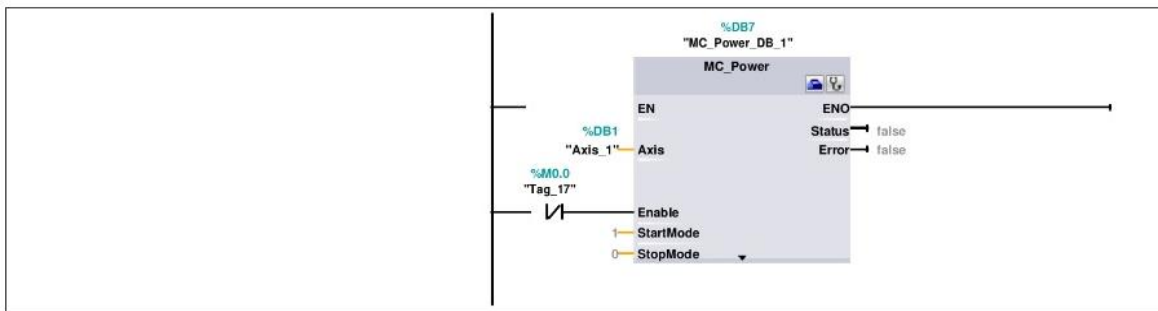 %DB7
"MC_Power_DB_1"
MC_Power
EN ENO
%DB1 Status false
"Axis_1" Axis Error false
%M0.0
"Tag_17"
Enable
1 StartMode
0 StopMode